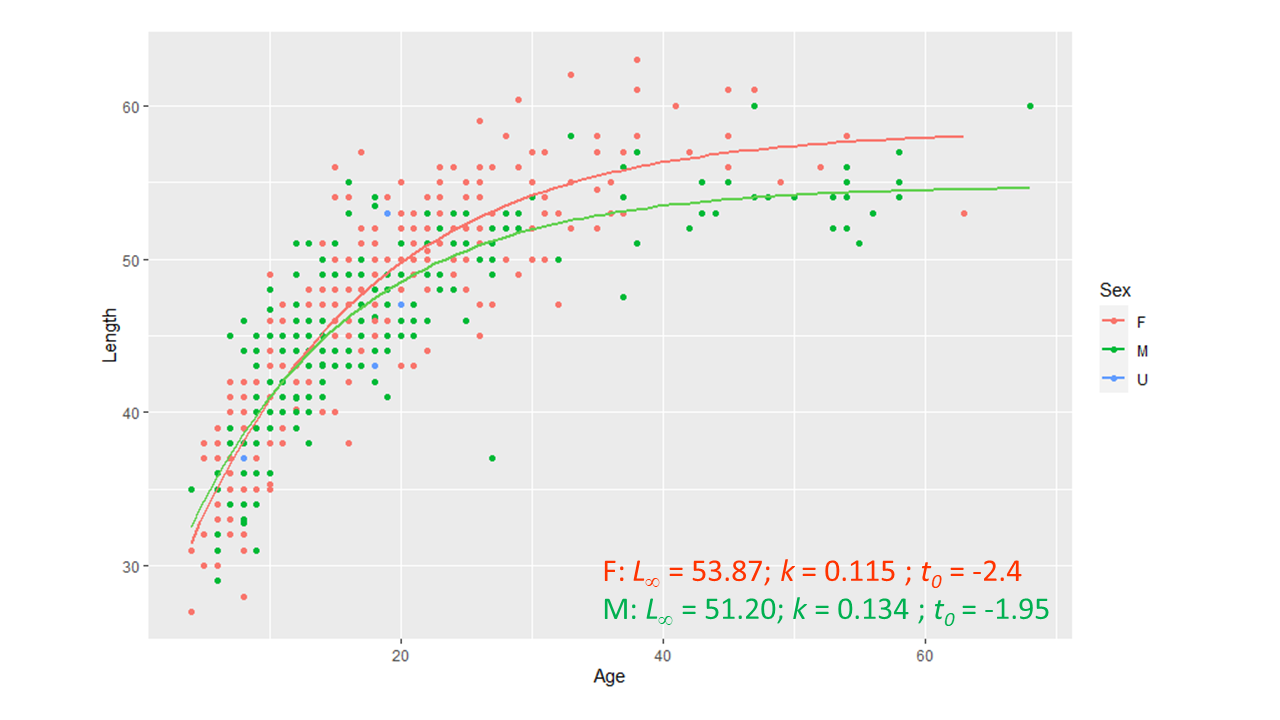 60
50
40
30
Length
20
40
60
Age
Sex
F
M
U
F: L∞ = 53.87; k = 0.115 ; t0 = -2.4
M: L∞ = 51.20; k = 0.134 ; t0 = -1.95